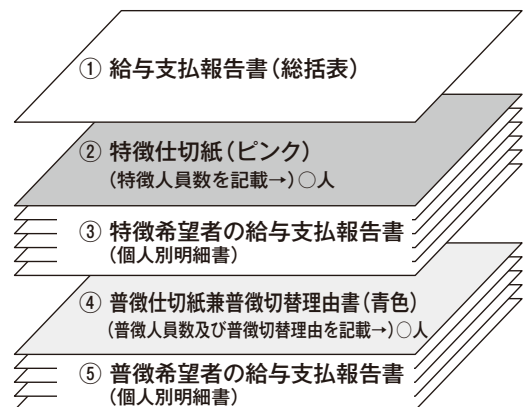 ① 給与支払報告書(総括表)
② 特徴仕切紙(ピンク)
(特徴人員数を記載→)○人
③ 特徴希望者の給与支払報告書
(個人別明細書)
④ 普徴仕切紙兼普徴切替理由書(青色)
(普徴人員数及び普徴切替理由を記載→)○人
⑤ 普徴希望者の給与支払報告書
(個人別明細書)